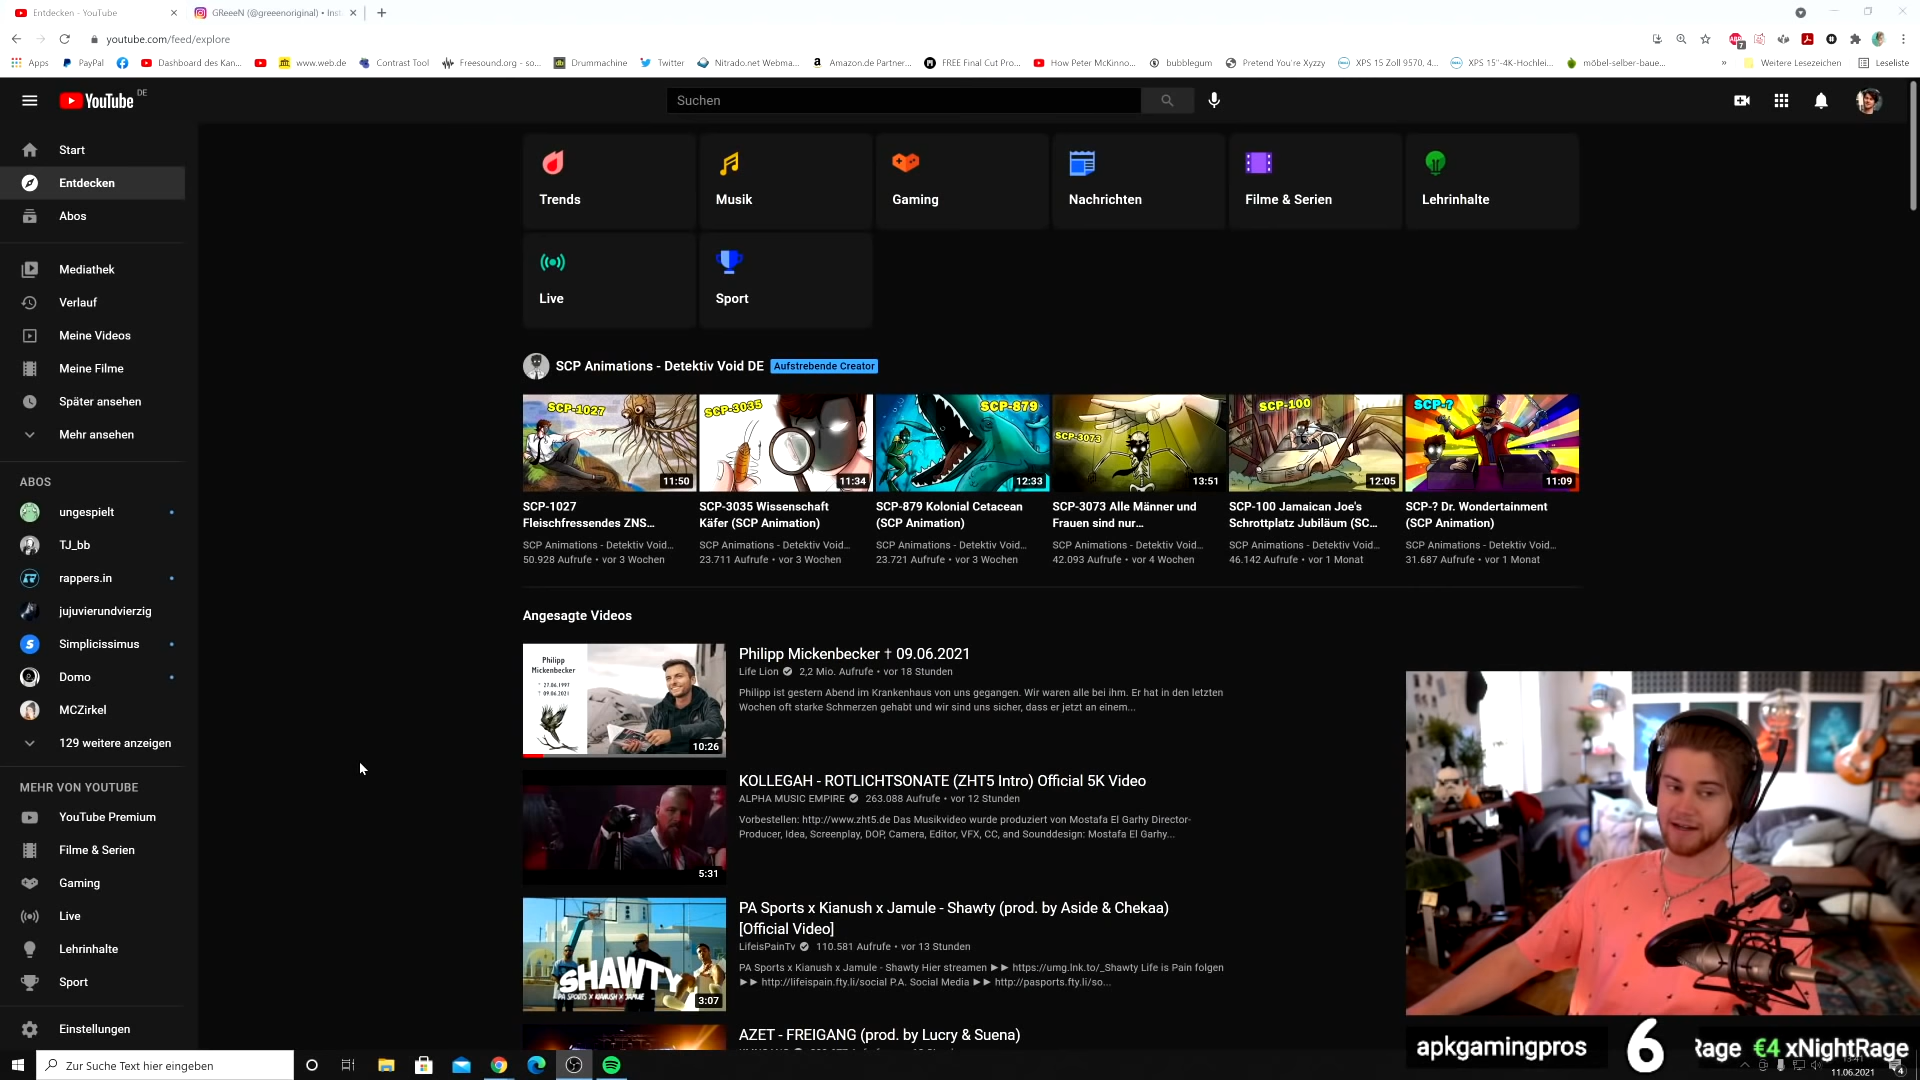 Entdecken - YouTube
GReeeN (@greeenoriginal) • Inst
youtube.com/feed/explore
Apps
PayPal
Dashboard des Kan...
www.web.de
Contrast Tool
Freesound.org - so...
Drummachine
Twitter
Nitrado.net Webma...
Amazon.de Partner...
FREE Final Cut Pro...
How Peter McKinno...
bubblegum
Pretend You're Xyzzy
XPS 15 Zoll 9570, 4...
XPS 15"-4K-Hochlei...
möbel-selber-baue...
»
Weitere Lesezeichen
Leseliste
YouTube DE
Suchen
Start
Entdecken
Abos
Mediathek
Verlauf
Meine Videos
Meine Filme
Später ansehen
Mehr ansehen
ABOS
ungespielt
TJ_bb
rappers.in
jujuvierundvierzig
Simplicissimus
Domo
MCZirkel
129 weitere anzeigen
MEHR VON YOUTUBE
YouTube Premium
Filme & Serien
Gaming
Live
Lehrinhalte
Sport
Einstellungen
Trends
Musik
Gaming
Nachrichten
Filme & Serien
Lehrinhalte
Live
Sport
SCP Animations - Detektiv Void DE Aufstrebende Creator
SCP-1027
11:50
SCP-3035
11:34
SCP-879
12:33
SCP-3073
13:51
SCP-100
12:05
SCP-?
11:09
SCP-1027
Fleischfressendes ZNS...
SCP Animations - Detektiv Void...
50.928 Aufrufe • vor 3 Wochen
SCP-3035 Wissenschaft
Käfer (SCP Animation)
SCP Animations - Detektiv Void...
23.711 Aufrufe • vor 3 Wochen
SCP-879 Kolonial Cetacean
(SCP Animation)
SCP Animations - Detektiv Void...
23.721 Aufrufe • vor 3 Wochen
SCP-3073 Alle Männer und
Frauen sind nur...
SCP Animations - Detektiv Void...
42.093 Aufrufe • vor 4 Wochen
SCP-100 Jamaican Joe's
Schrottplatz Jubiläum (SC...
SCP Animations - Detektiv Void...
46.142 Aufrufe • vor 1 Monat
SCP-? Dr. Wondertainment
(SCP Animation)
SCP Animations - Detektiv Void...
31.687 Aufrufe • vor 1 Monat
Angesagte Videos
Philipp
Mickenbecker
* 27.06.1997
† 09.06.2021
10:26
Philipp Mickenbecker † 09.06.2021
Life Lion 2,2 Mio. Aufrufe • vor 18 Stunden
Philipp ist gestern Abend im Krankenhaus von uns gegangen. Wir waren alle bei ihm. Er hat in den letzten
Wochen oft starke Schmerzen gehabt und wir sind uns sicher, dass er jetzt an einem...
5:31
KOLLEGAH - ROTLICHTSONATE (ZHT5 Intro) Official 5K Video
ALPHA MUSIC EMPIRE 263.088 Aufrufe • vor 12 Stunden
Vorbestellen: http://www.zht5.de Das Musikvideo wurde produziert von Mostafa El Garhy Director-
Producer, Idea, Screenplay, DOP, Camera, Editor, VFX, CC, and Sounddesign: Mostafa El Garhy...
SHAWTY
PA SPORTS x KIANUSH x JAMULE
3:07
PA Sports x Kianush x Jamule - Shawty (prod. by Aside & Chekaa)
[Official Video]
LifeisPainTv 110.581 Aufrufe • vor 13 Stunden
PA Sports x Kianush x Jamule - Shawty Hier streamen ►► https://umg.lnk.to/_Shawty Life is Pain folgen
►► http://lifeispain.fty.li/social P.A. Social Media ►► http://pasports.fty.li/so...
AZET - FREIGANG (prod. by Lucry & Suena)
apkgamingpros
6
Rage €4 xNightRage
Zur Suche Text hier eingeben
11.06.2021